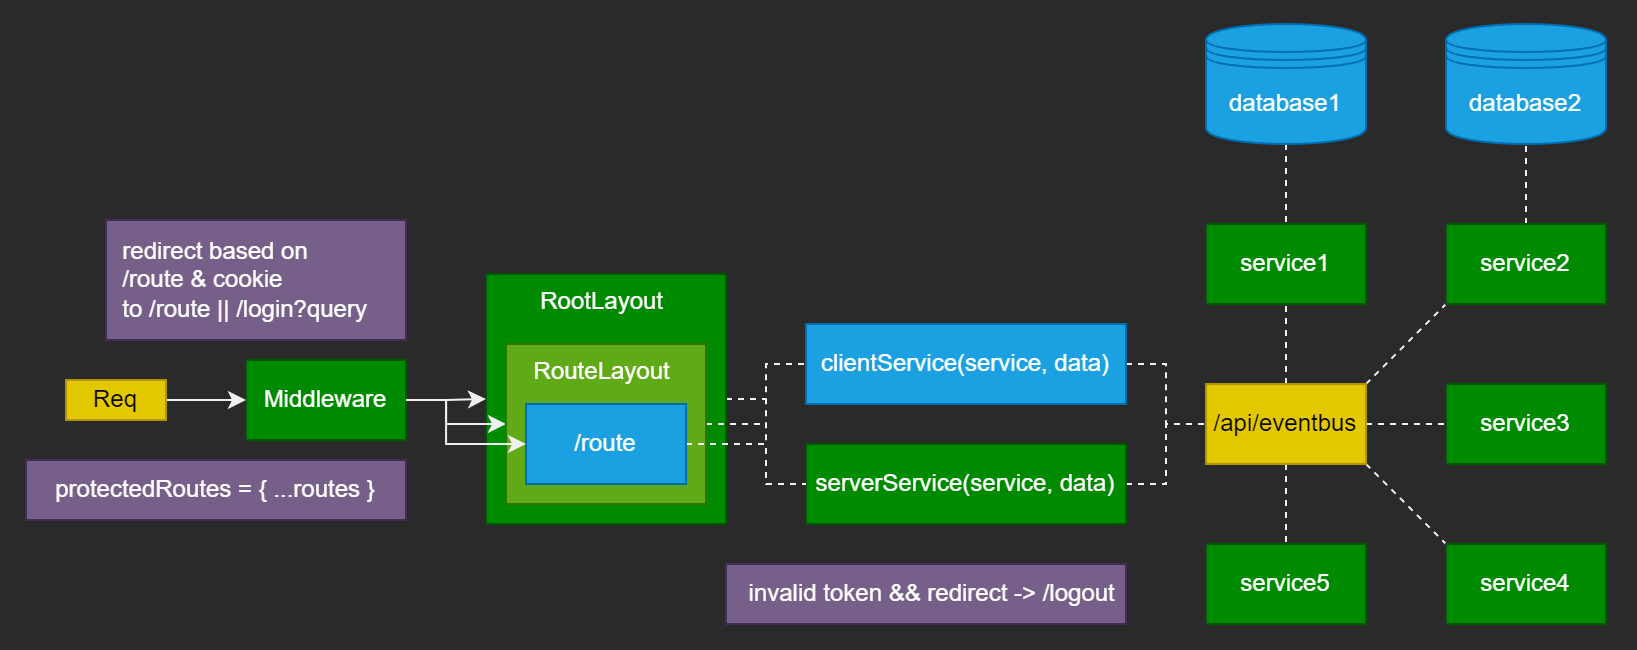 database1
database2
redirect based on
/route & cookie
to /route || /login?query
service1
service2
RootLayout
RouteLayout
clientService(service, data)
Req
Middleware
/route
/api/eventbus
service3
protectedRoutes = { ...routes }
serverService(service, data)
invalid token && redirect -> /logout
service5
service4